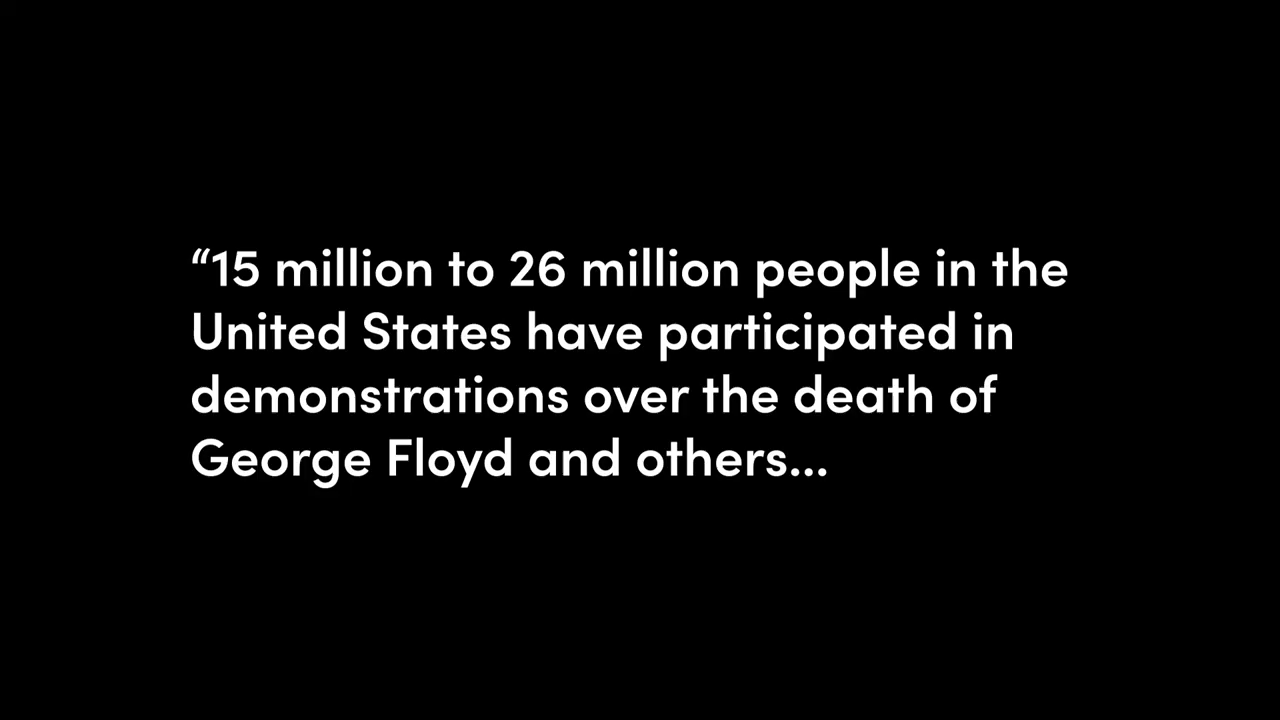 “15 million to 26 million people in the
United States have participated in
demonstrations over the death of
George Floyd and others...